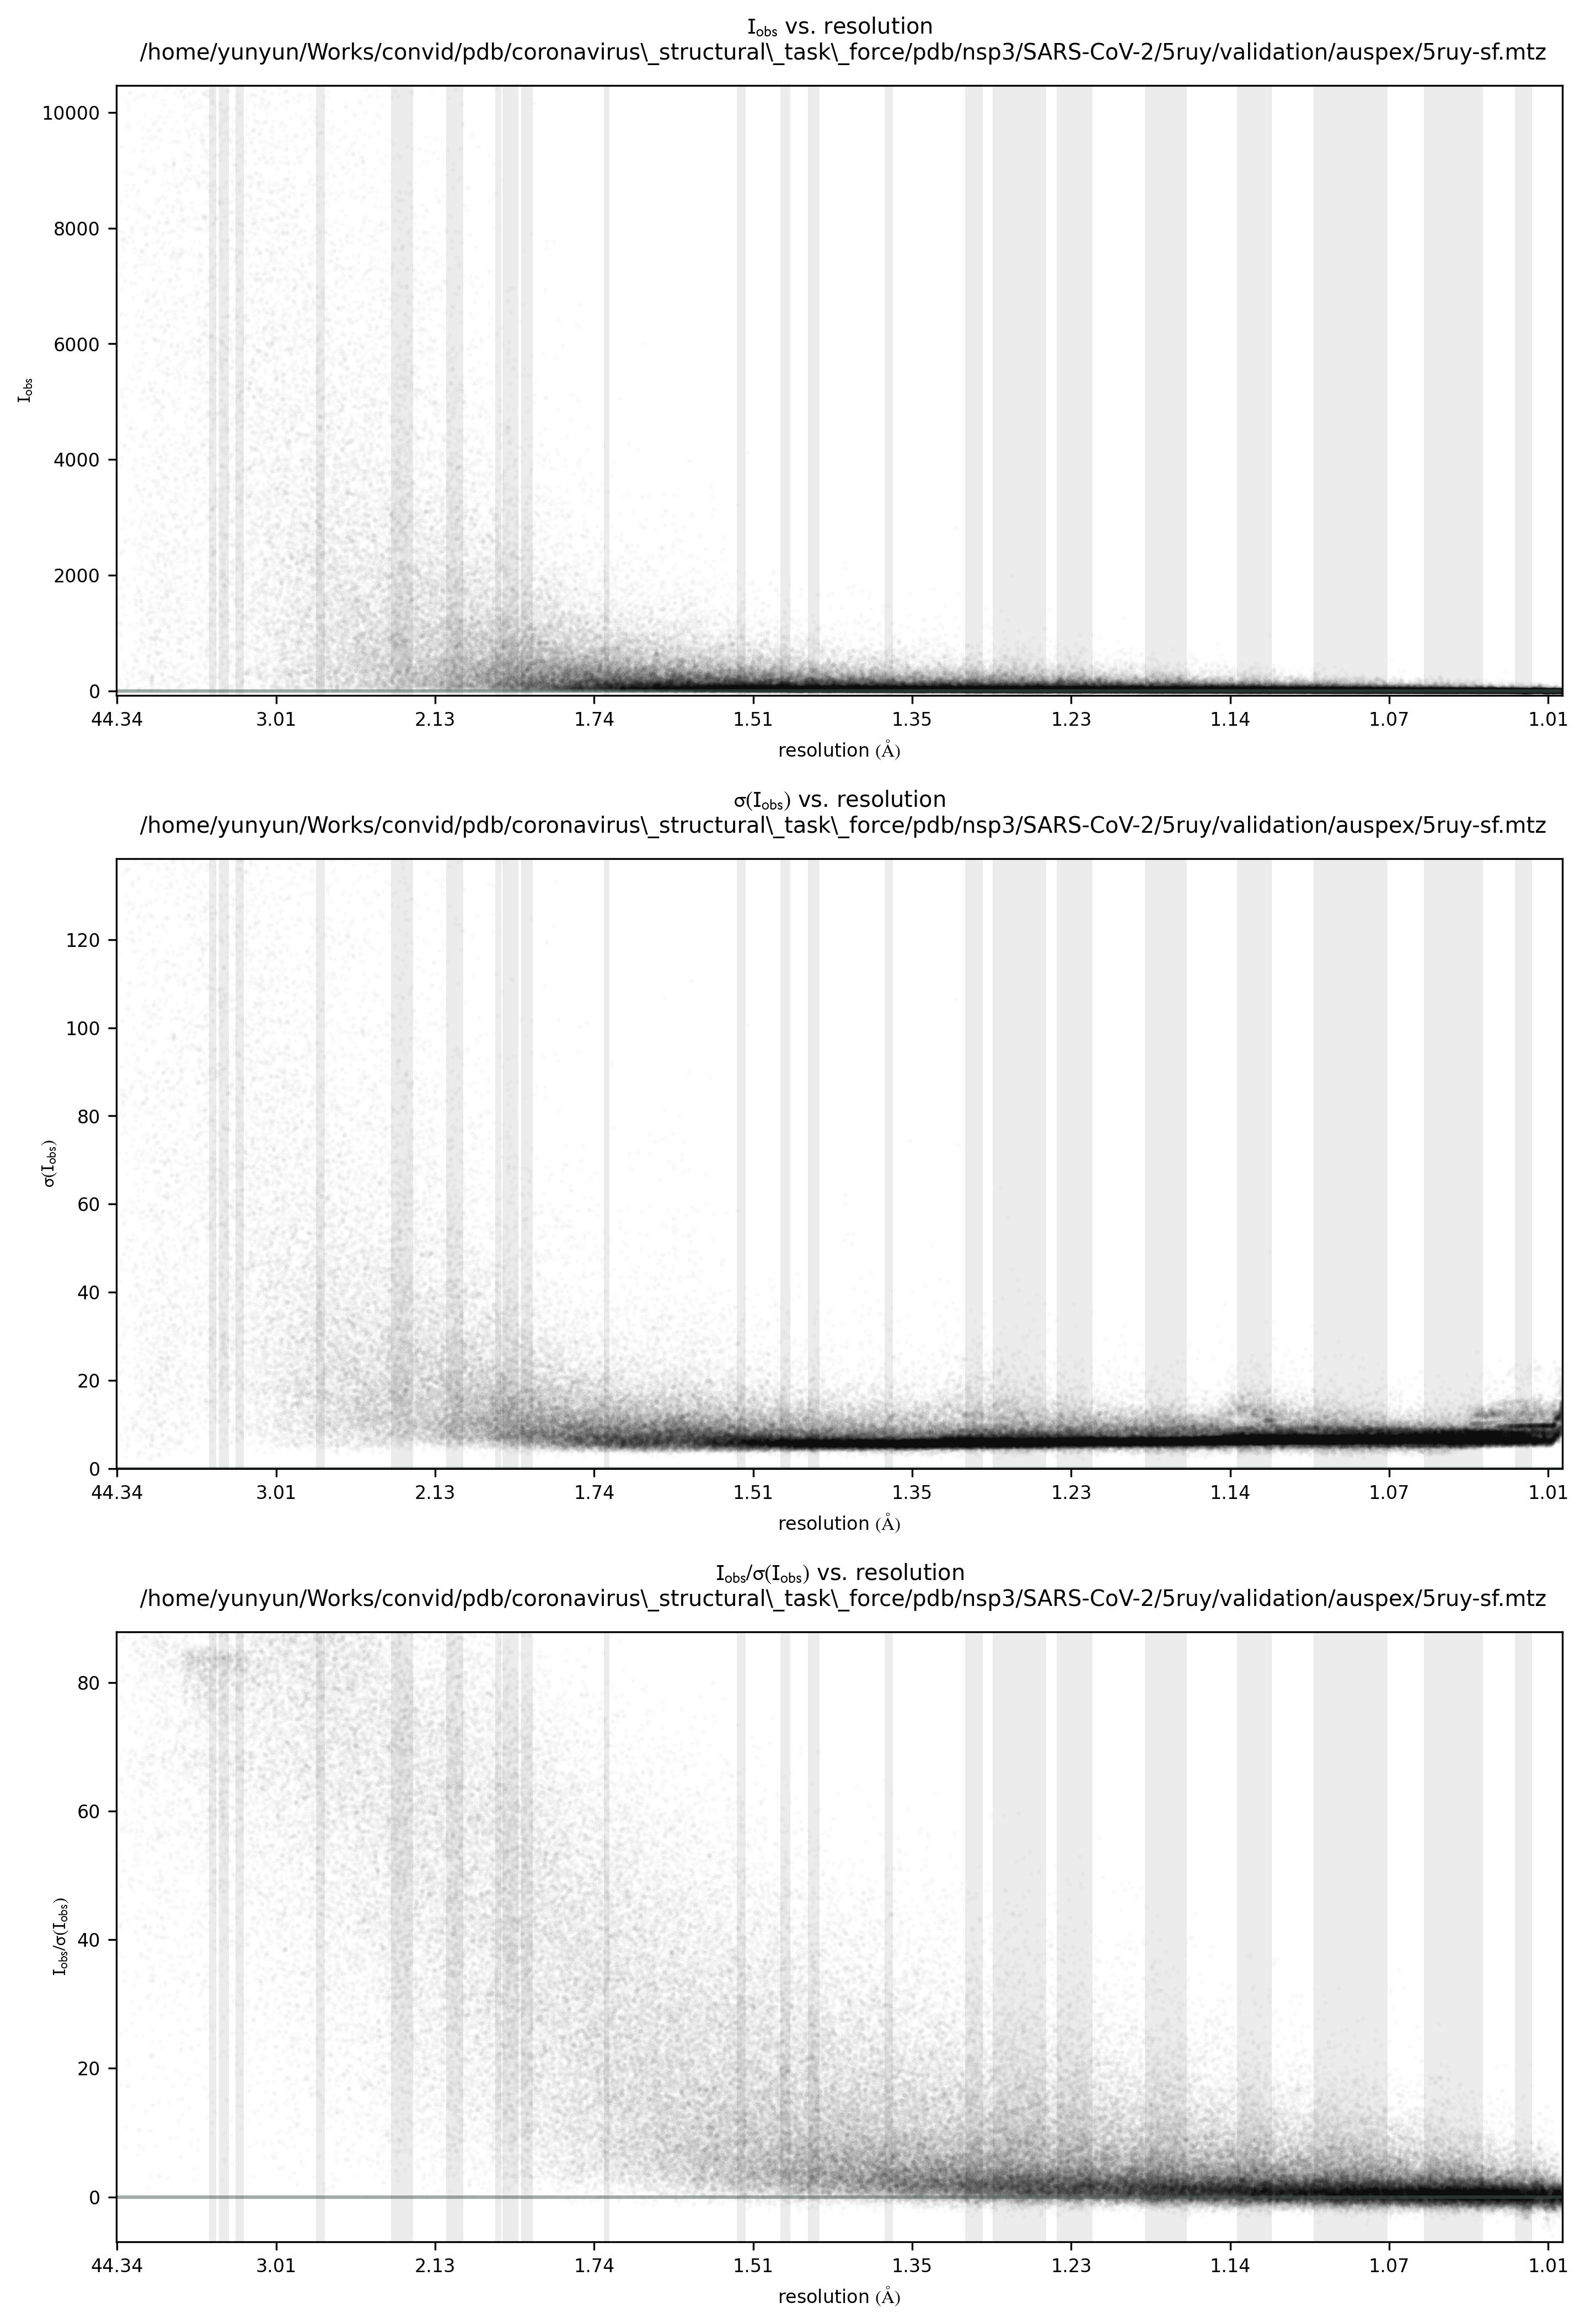 Iobs vs. resolution
/home/yunyun/Works/convid/pdb/coronavirus\_structural\_task\_force/pdb/nsp3/SARS-CoV-2/5ruy/validation/auspex/5ruy-sf.mtz
10000
8000
6000
4000
2000
0
Iobs
44.34 3.01 2.13 1.74 1.51 1.35 1.23 1.14 1.07 1.01
resolution (Å)
σ(Iobs) vs. resolution
/home/yunyun/Works/convid/pdb/coronavirus\_structural\_task\_force/pdb/nsp3/SARS-CoV-2/5ruy/validation/auspex/5ruy-sf.mtz
120
100
80
60
40
20
0
σ(Iobs)
44.34 3.01 2.13 1.74 1.51 1.35 1.23 1.14 1.07 1.01
resolution (Å)
Iobs/σ(Iobs) vs. resolution
/home/yunyun/Works/convid/pdb/coronavirus\_structural\_task\_force/pdb/nsp3/SARS-CoV-2/5ruy/validation/auspex/5ruy-sf.mtz
80
60
40
20
0
Iobs/σ(Iobs)
44.34 3.01 2.13 1.74 1.51 1.35 1.23 1.14 1.07 1.01
resolution (Å)